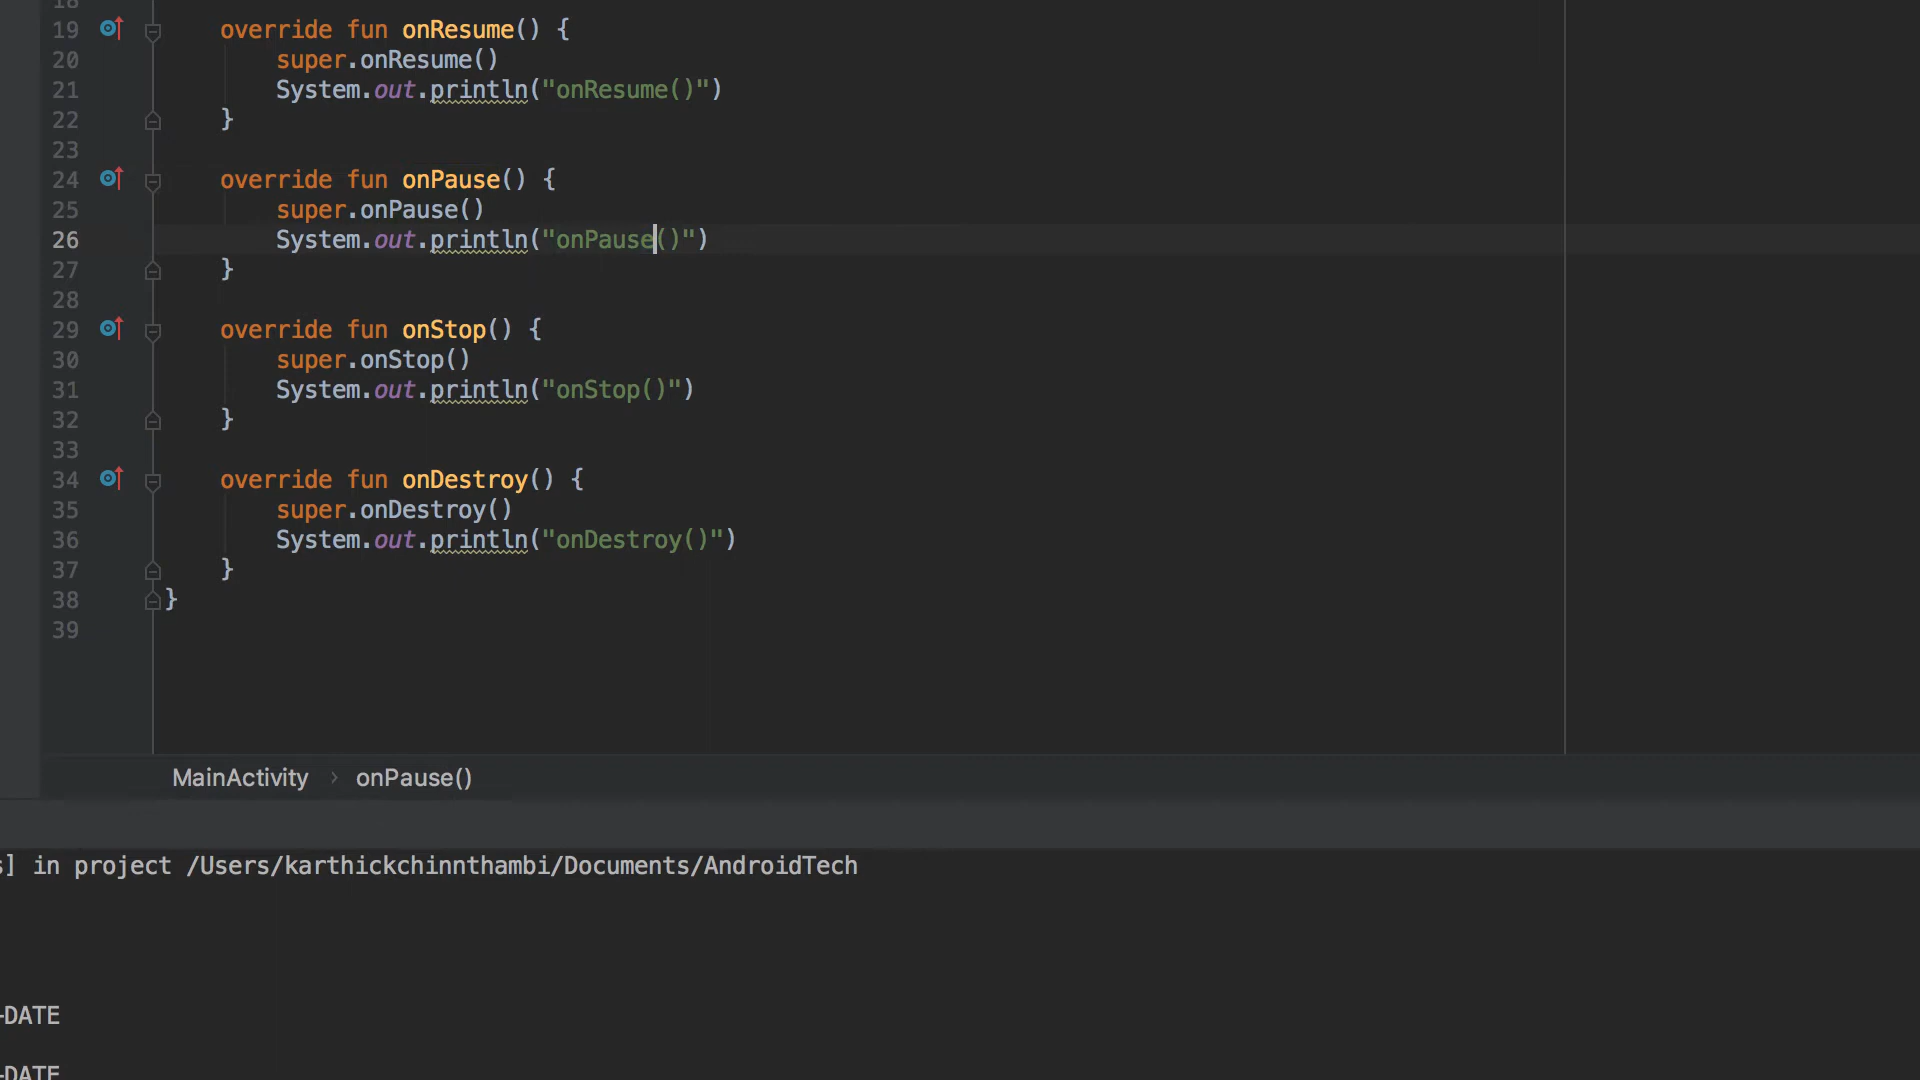 18
19 override fun onResume() {
20 super.onResume()
21 System.out.println("onResume()")
22 }
23
24 override fun onPause() {
25 super.onPause()
26 System.out.println("onPause()")
27 }
28
29 override fun onStop() {
30 super.onStop()
31 System.out.println("onStop()")
32 }
33
34 override fun onDestroy() {
35 super.onDestroy()
36 System.out.println("onDestroy()")
37 }
38 }
39
MainActivity › onPause()
s] in project /Users/karthickchinnthambi/Documents/AndroidTech
-DATE
-DATE